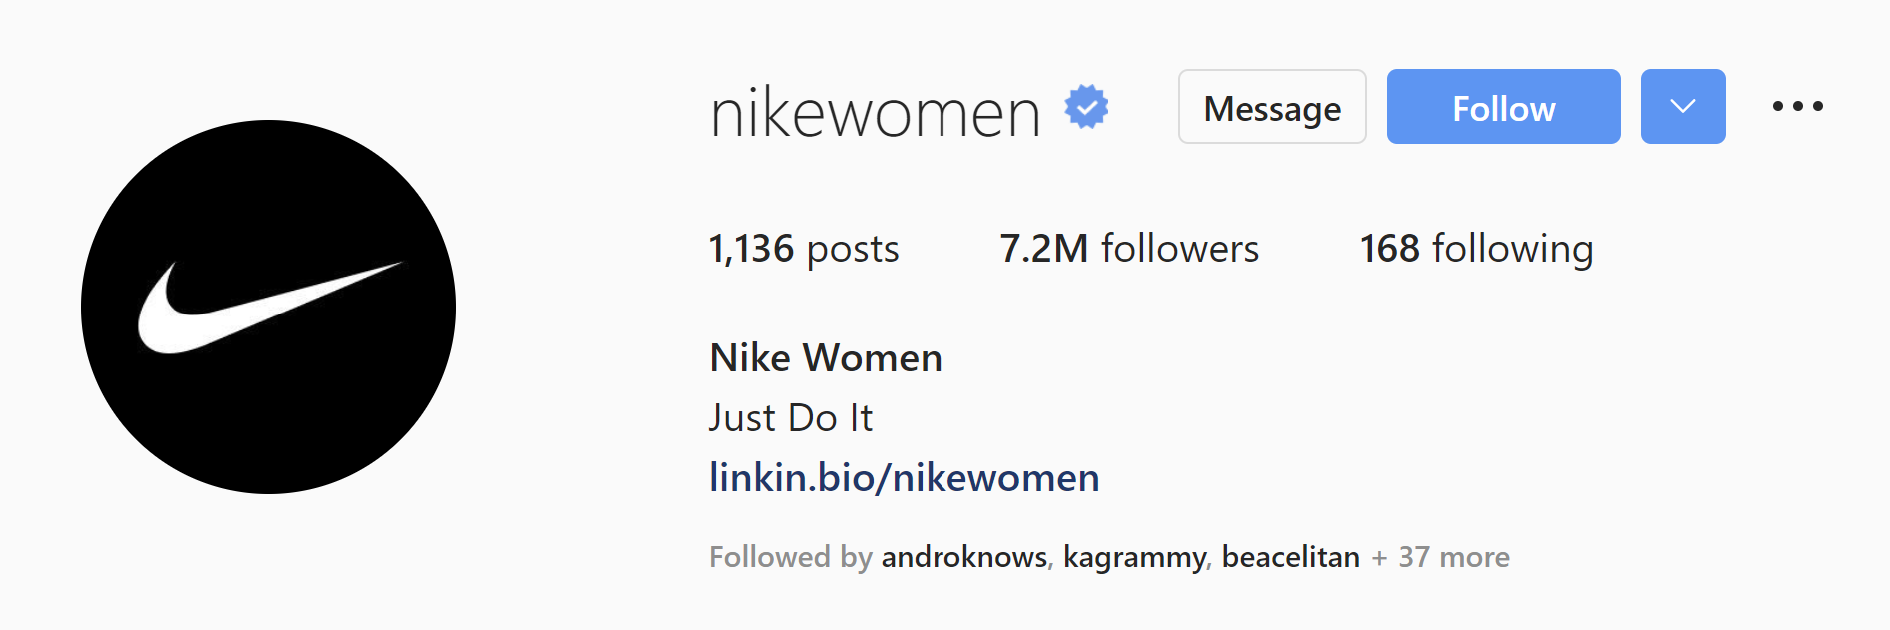 nikewomen Message Follow
1,136 posts 7.2M followers 168 following
Nike Women
Just Do It
linkin.bio/nikewomen
Followed by androknows, kagrammy, beacelitan + 37 more